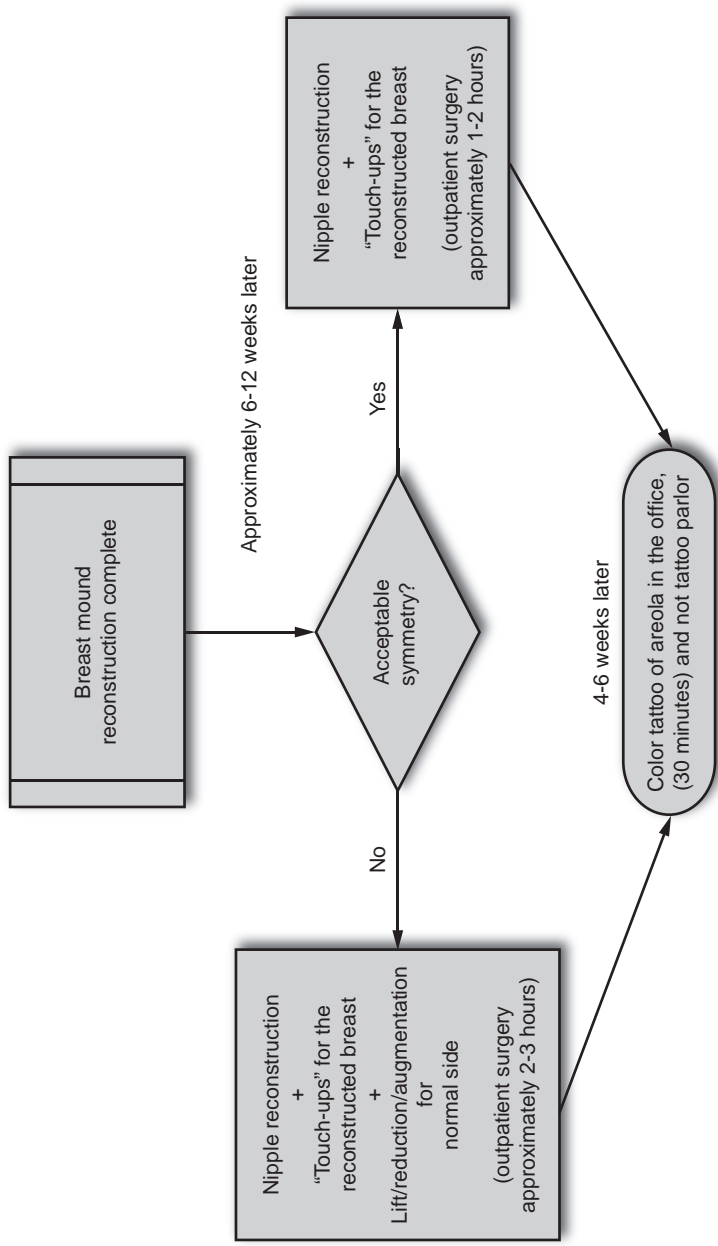 Breast mound
reconstruction complete
Approximately 6-12 weeks later
Acceptable
symmetry?
No
Yes
Nipple reconstruction
+
“Touch-ups” for the
reconstructed breast
+
Lift/reduction/augmentation
for
normal side
(outpatient surgery
approximately 2-3 hours)
Nipple reconstruction
+
“Touch-ups” for the
reconstructed breast
(outpatient surgery
approximately 1-2 hours)
4-6 weeks later
Color tattoo of areola in the office,
(30 minutes) and not tattoo parlor